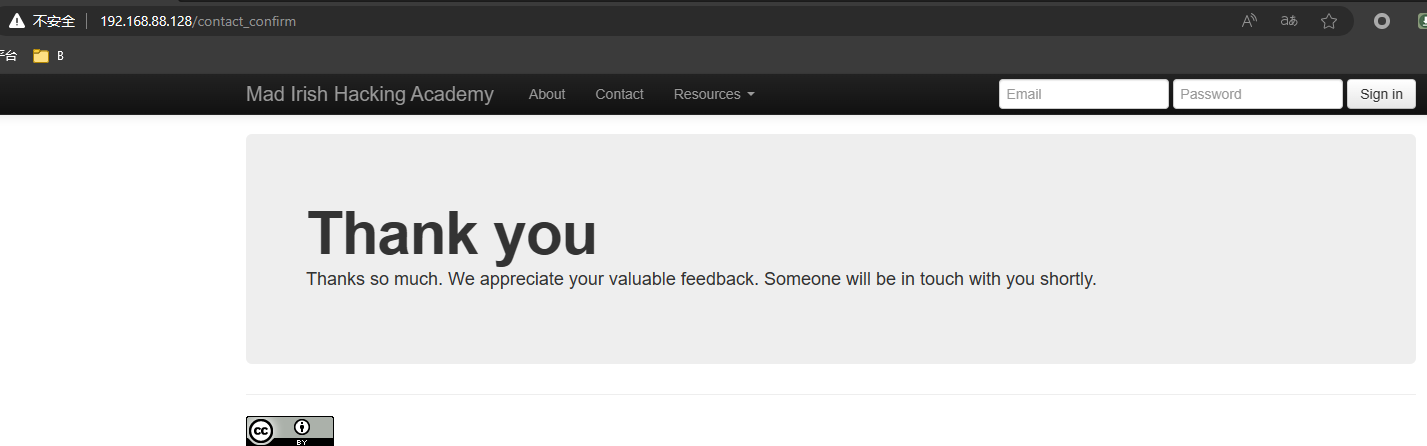 不安全 192.168.88.128/contact_confirm
平台 B
Mad Irish Hacking Academy About Contact Resources Email Password Sign in
Thank you
Thanks so much. We appreciate your valuable feedback. Someone will be in touch with you shortly.
cc
BY